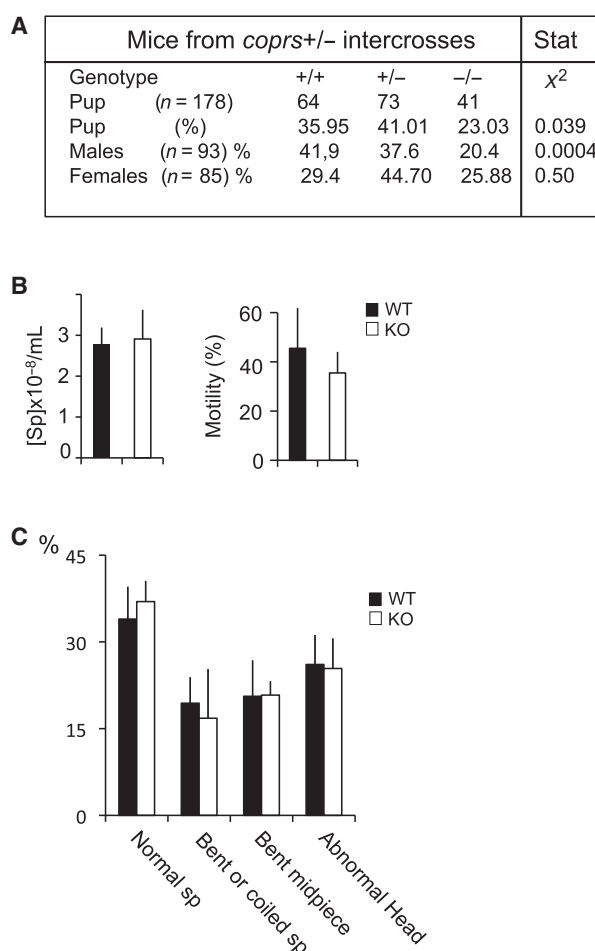 A
Mice from coprs+/− intercrosses Stat
Genotype +/+ +/− −/− X²
Pup (n = 178) 64 73 41
Pup (%) 35.95 41.01 23.03 0.039
Males (n = 93) % 41,9 37.6 20.4 0.0004
Females (n = 85) % 29.4 44.70 25.88 0.50
B
[Sp]x10⁻⁸/mL
3
2
1
0
Motility (%)
60
40
20
0
WT
KO
C
%
45
30
15
0
WT
KO
Normal sp
Bent or coiled sp
Bent midpiece
Abnormal Head